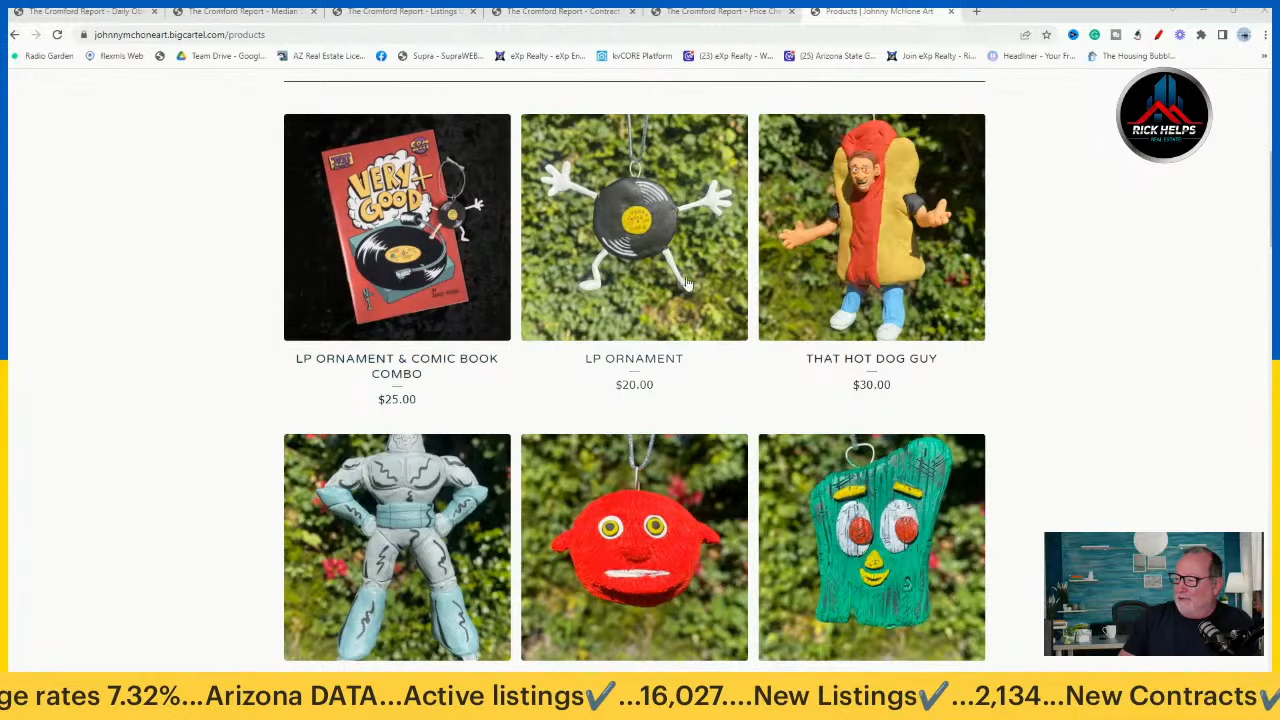 The Cromford Report - Daily Ob
The Cromford Report - Median S
The Cromford Report - Listings C
The Cromford Report - Contract
The Cromford Report - Price Cha
Products | Johnny McHone Art
johnnymchoneart.bigcartel.com/products
Radio Garden
flexmls Web
Team Drive - Googl...
AZ Real Estate Lice...
Supra - SupraWEB...
eXp Realty - eXp En...
kvCORE Platform
(23) eXp Realty - W...
(25) Arizona State G...
Join eXp Realty - Ri...
Headliner - Your Fr...
The Housing Bubbl...
RICK HELPS
REAL ESTATE
VERY+
GOOD
LP ORNAMENT & COMIC BOOK
COMBO
$25.00
LP ORNAMENT
$20.00
THAT HOT DOG GUY
$30.00
ge rates 7.32%...Arizona DATA...Active listings✔...16,027....New Listings✔...2,134...New Contracts✔